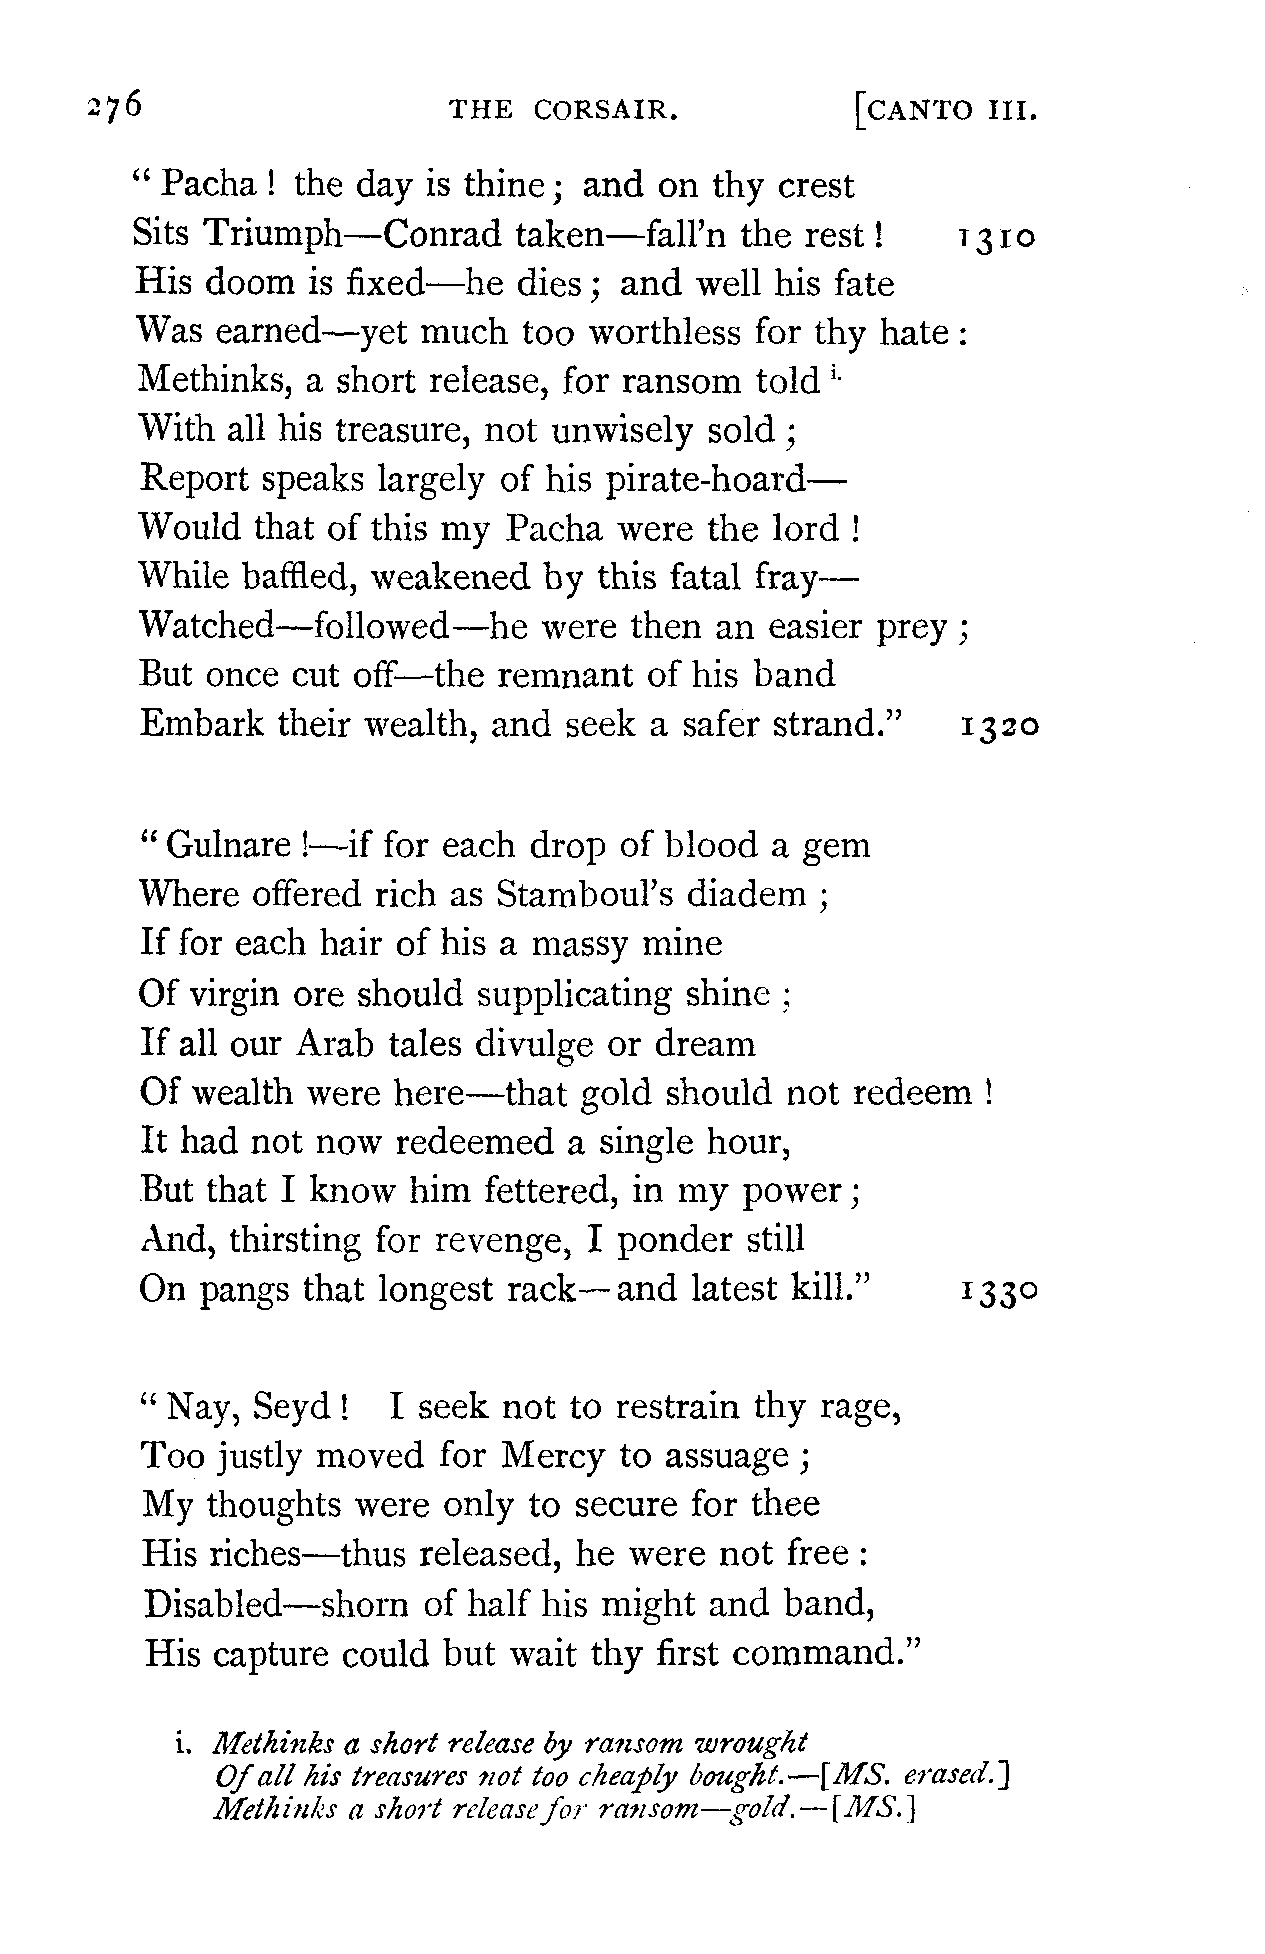 276 THE CORSAIR. [CANTO III.
“ Pacha ! the day is thine ; and on thy crest
Sits Triumph—Conrad taken—fall’n the rest ! 1310
His doom is fixed—he dies ; and well his fate
Was earned—yet much too worthless for thy hate :
Methinks, a short release, for ransom told i.
With all his treasure, not unwisely sold ;
Report speaks largely of his pirate-hoard—
Would that of this my Pacha were the lord !
While baffled, weakened by this fatal fray—
Watched—followed—he were then an easier prey ;
But once cut off—the remnant of his band
Embark their wealth, and seek a safer strand.” 1320
“ Gulnare !—if for each drop of blood a gem
Where offered rich as Stamboul’s diadem ;
If for each hair of his a massy mine
Of virgin ore should supplicating shine ;
If all our Arab tales divulge or dream
Of wealth were here—that gold should not redeem !
It had not now redeemed a single hour,
But that I know him fettered, in my power ;
And, thirsting for revenge, I ponder still
On pangs that longest rack—and latest kill.” 1330
“ Nay, Seyd ! I seek not to restrain thy rage,
Too justly moved for Mercy to assuage ;
My thoughts were only to secure for thee
His riches—thus released, he were not free :
Disabled—shorn of half his might and band,
His capture could but wait thy first command.”
i. Methinks a short release by ransom wrought
Of all his treasures not too cheaply bought.—[MS. erased.]
Methinks a short release for ransom—gold.—[MS.]